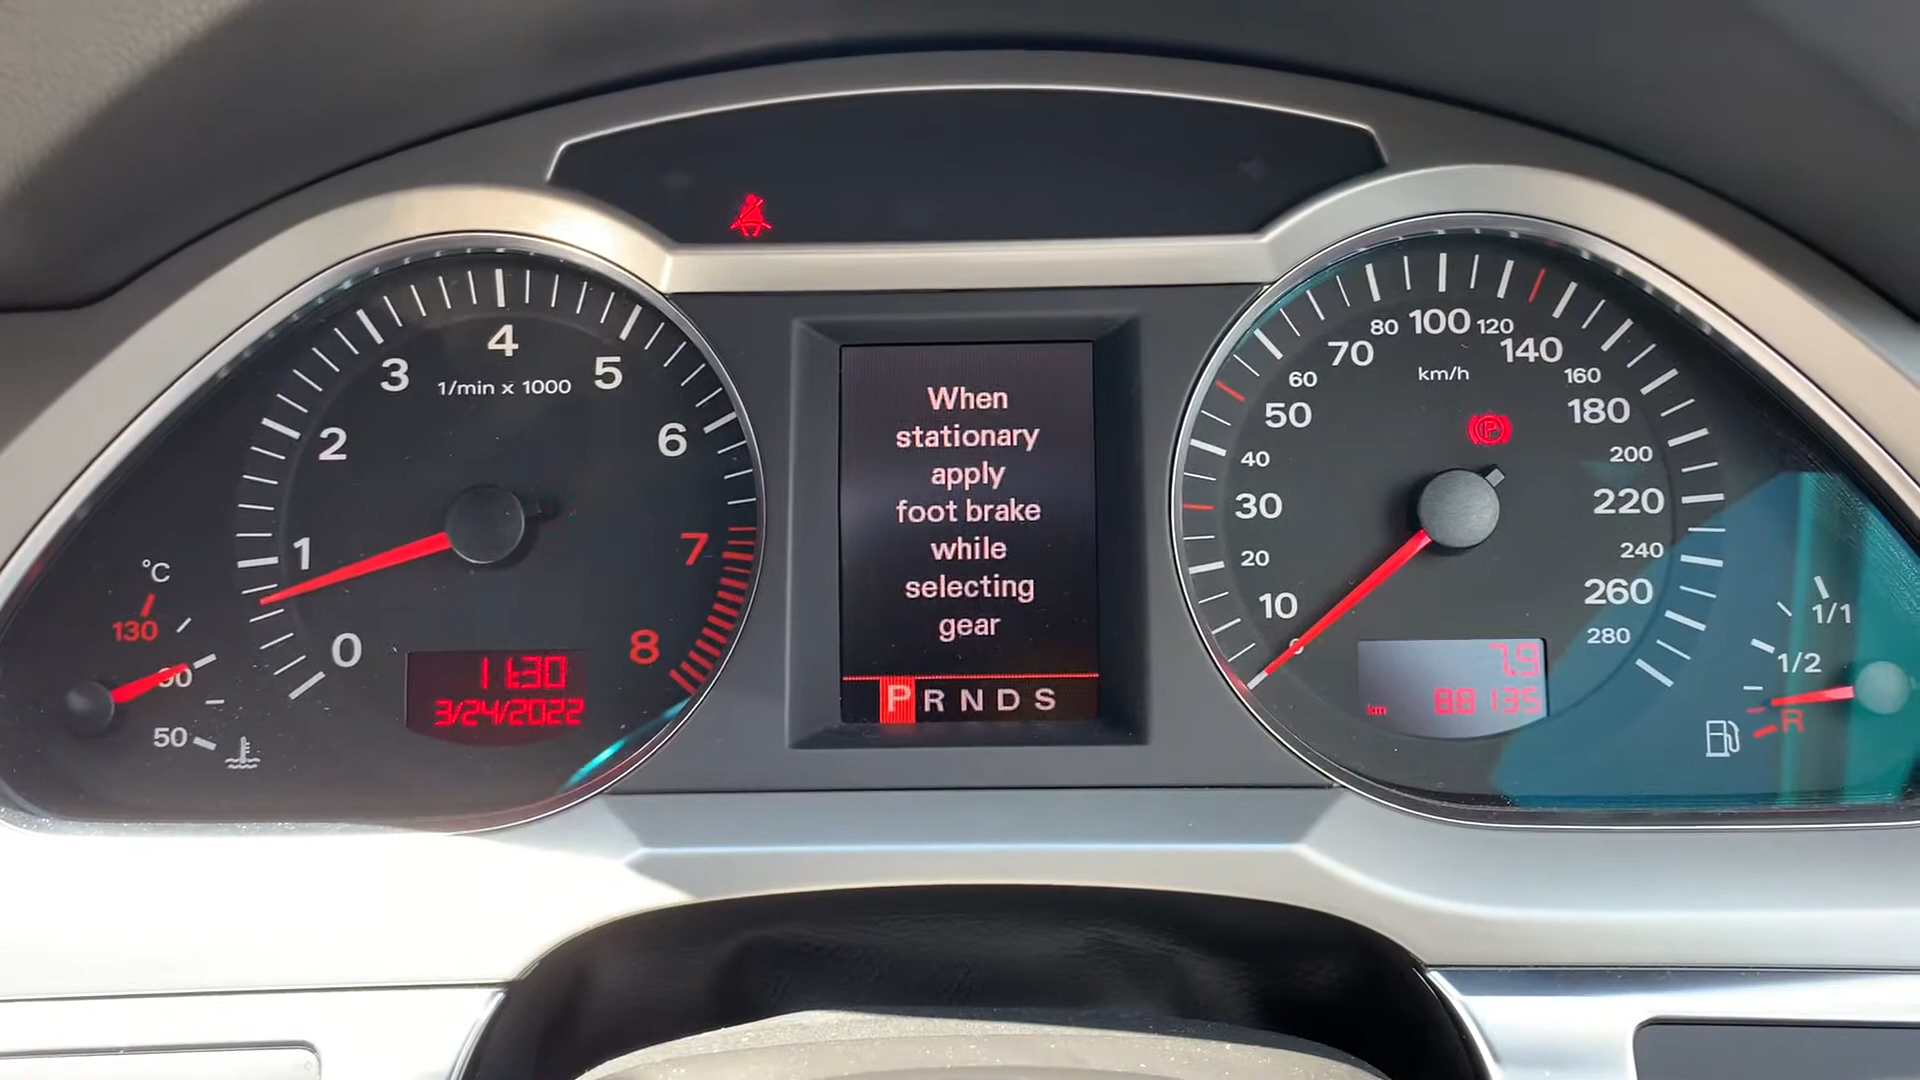 1/min x 1000
0
1
2
3
4
5
6
7
8
°C
130
90
50
11:30
3/24/2022
When
stationary
apply
foot brake
while
selecting
gear
P R N D S
km/h
0
10
20
30
40
50
60
70
80
100
120
140
160
180
200
220
240
260
280
(P)
7.9
km 88135
1/1
1/2
R